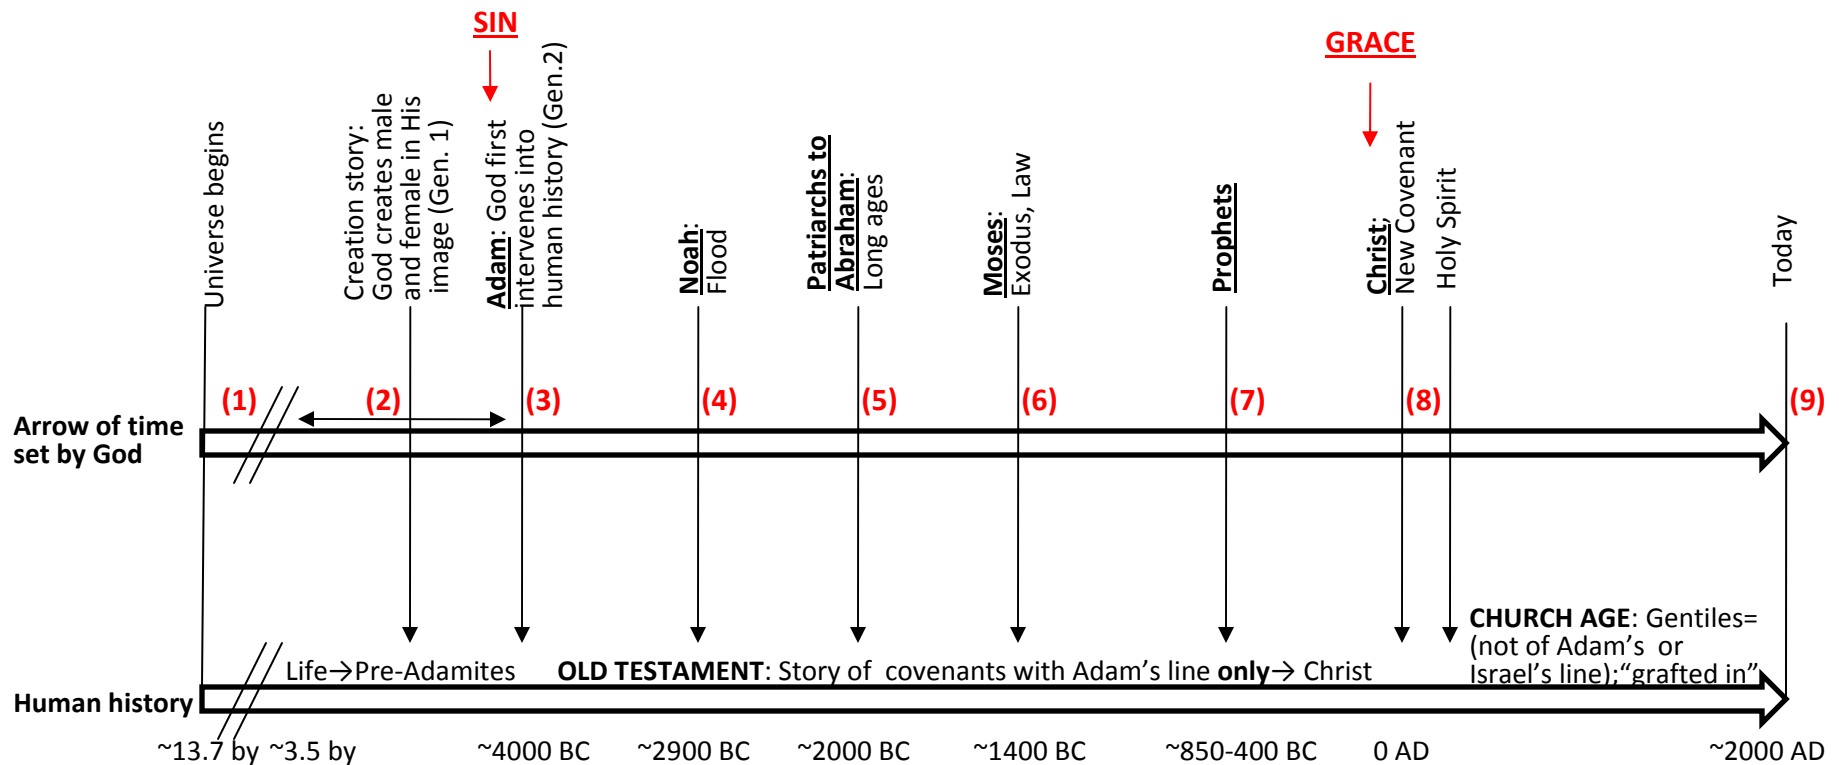 SIN
GRACE
Universe begins
Creation story:
God creates male
and female in His
image (Gen. 1)
Adam: God first
intervenes into
human history (Gen.2)
Noah:
Flood
Patriarchs to
Abraham:
Long ages
Moses:
Exodus, Law
Prophets
Christ;
New Covenant
Holy Spirit
Today
(1)
(2)
(3)
(4)
(5)
(6)
(7)
(8)
(9)
Arrow of time
set by God
CHURCH AGE: Gentiles=
(not of Adam's or
Israel's line);"grafted in"
Life→Pre-Adamites
OLD TESTAMENT: Story of covenants with Adam's line only→ Christ
Human history
~13.7 by
~3.5 by
~4000 BC
~2900 BC
~2000 BC
~1400 BC
~850-400 BC
0 AD
~2000 AD